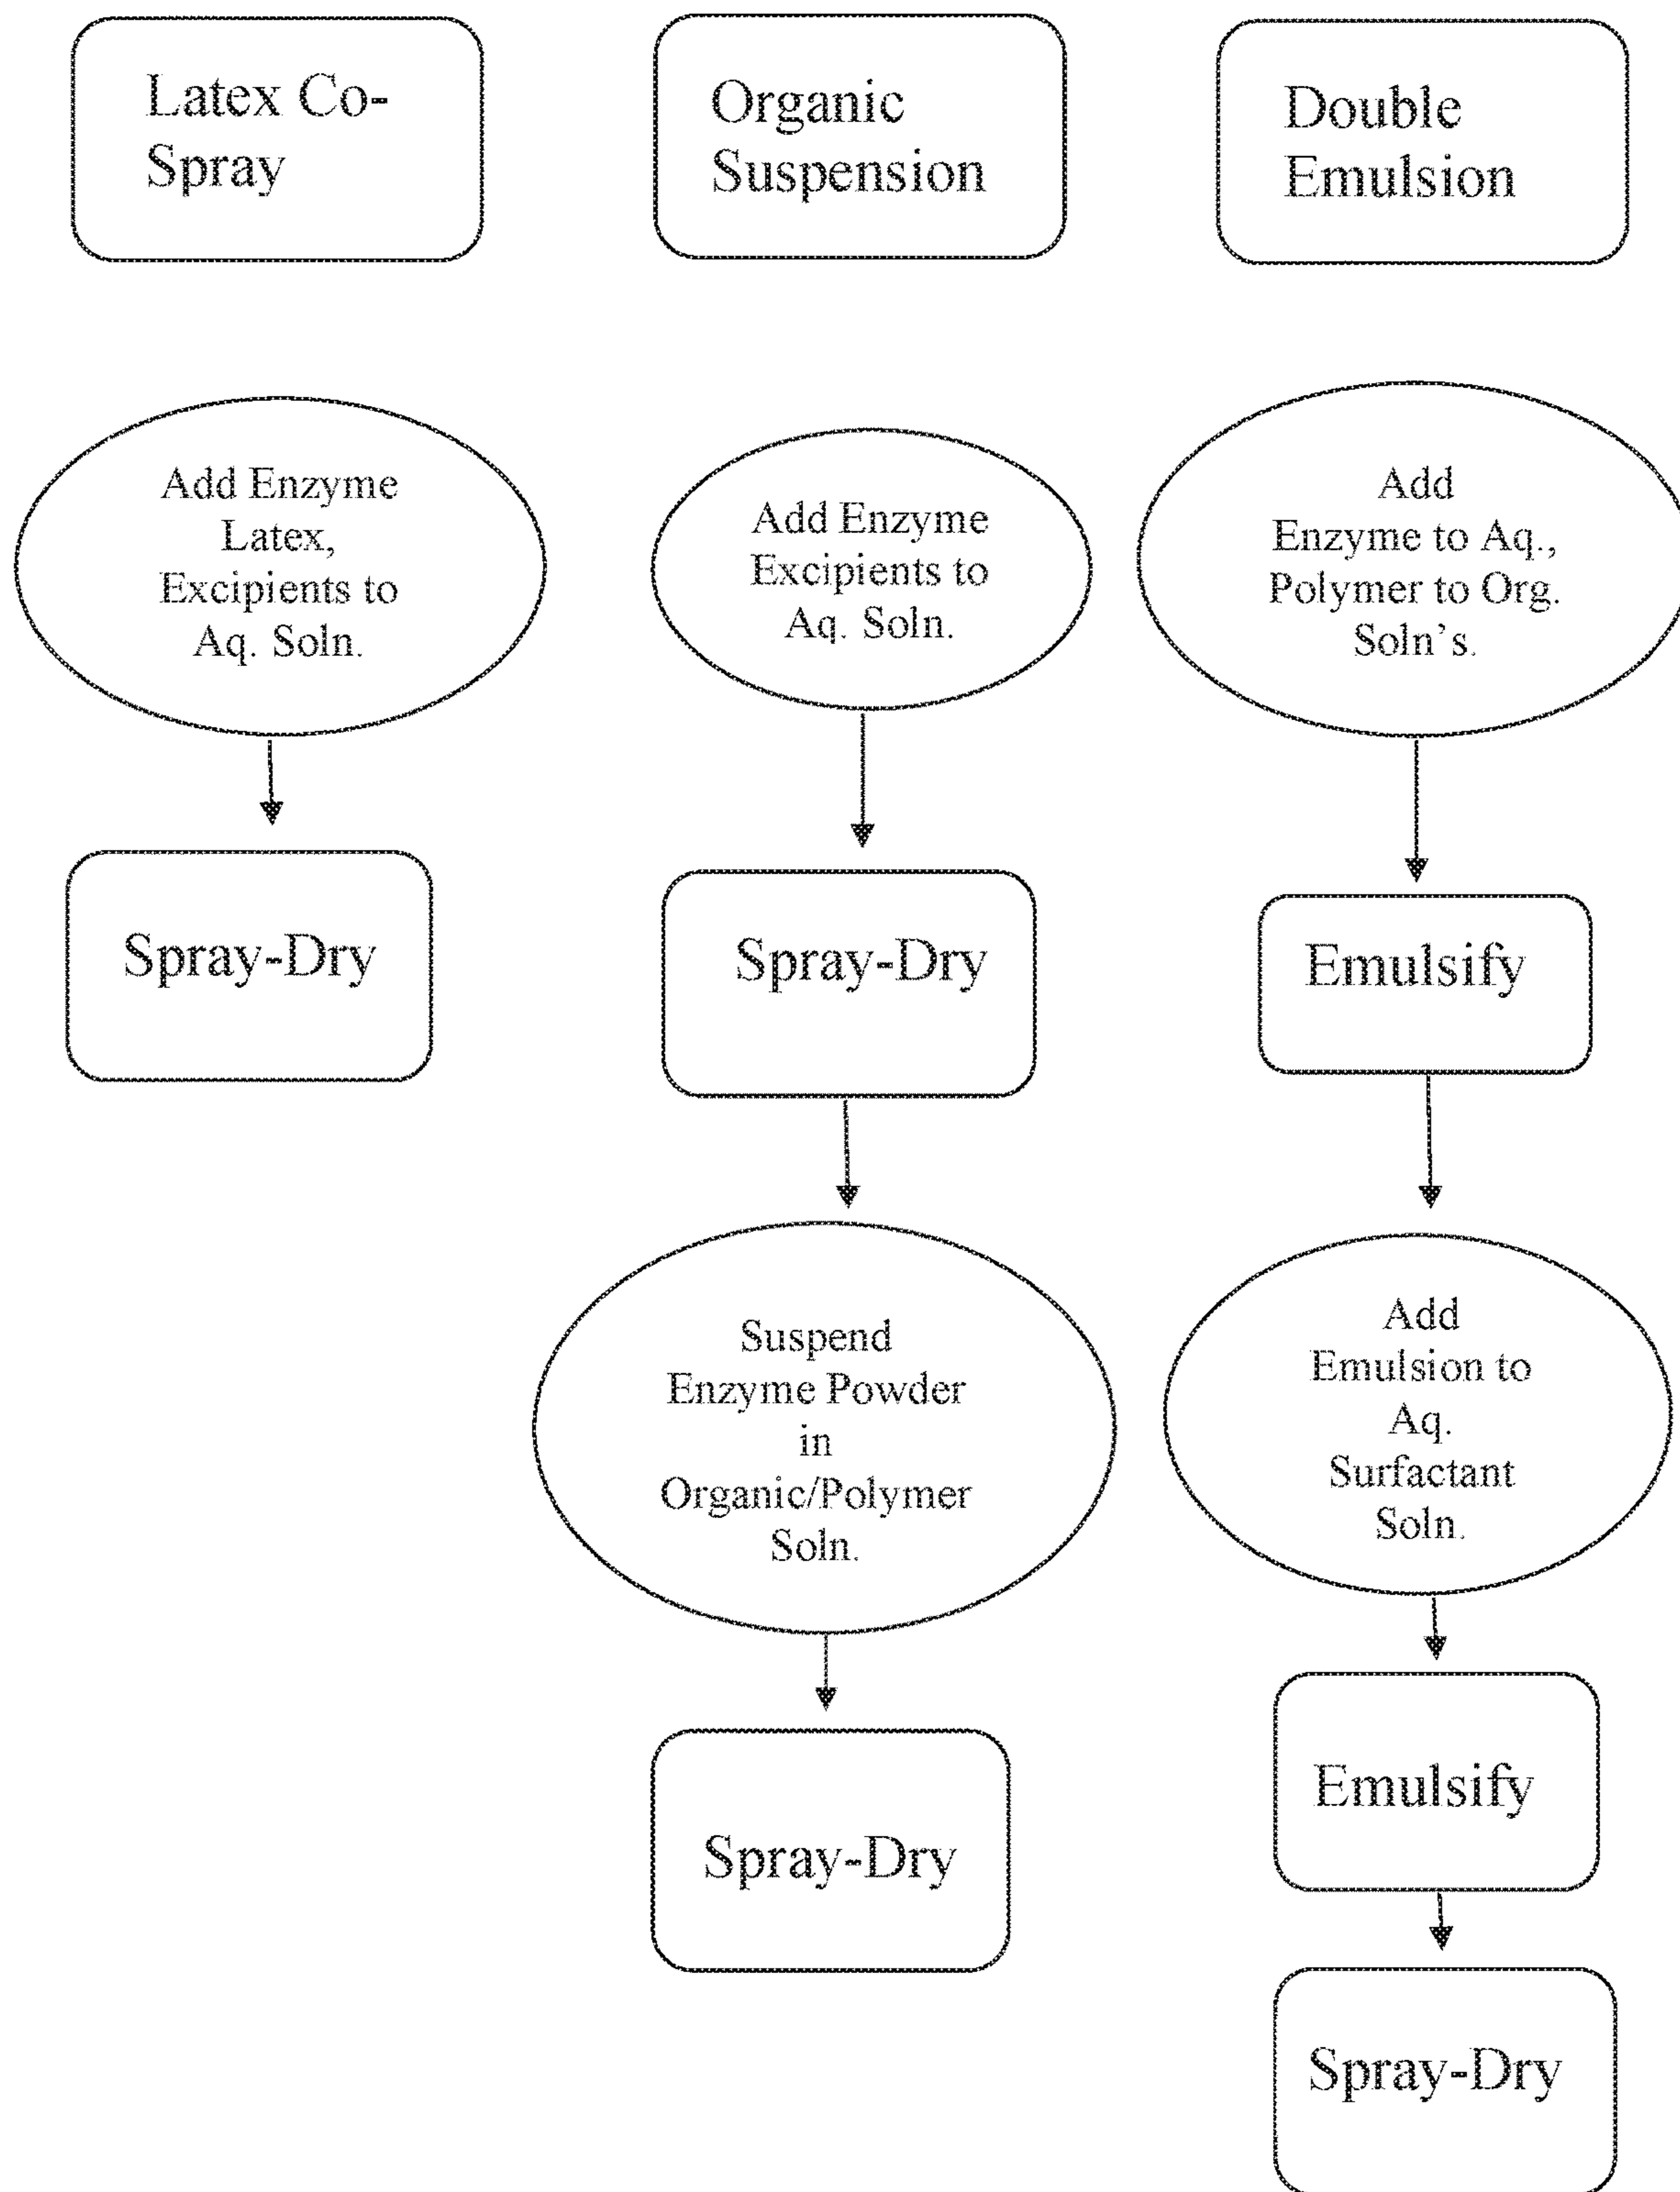 Latex Co-
Spray
Organic
Suspension
Double
Emulsion
Add Enzyme
Latex,
Excipients to
Aq. Soln.
Spray-Dry
Add Enzyme
Excipients to
Aq. Soln.
Spray-Dry
Suspend
Enzyme Powder
in
Organic/Polymer
Soln.
Spray-Dry
Add
Enzyme to Aq.,
Polymer to Org.
Soln's.
Emulsify
Add
Emulsion to
Aq.
Surfactant
Soln.
Emulsify
Spray-Dry